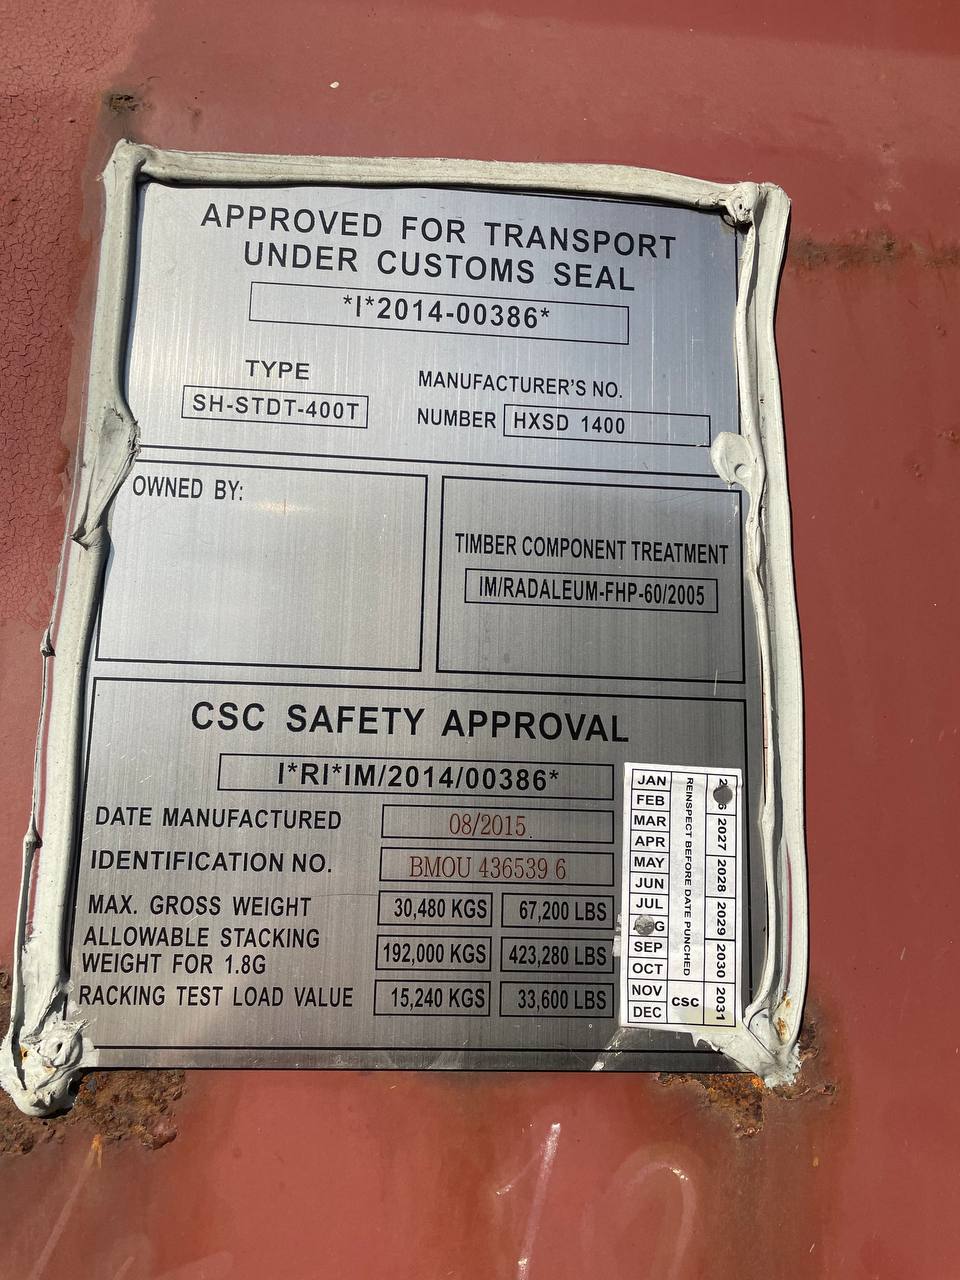 APPROVED FOR TRANSPORT
UNDER CUSTOMS SEAL
*I*2014-00386*
TYPE
SH-STDT-400T
MANUFACTURER'S NO.
NUMBER HXSD 1400
OWNED BY:
TIMBER COMPONENT TREATMENT
IM/RADALEUM-FHP-60/2005
CSC SAFETY APPROVAL
I*RI*IM/2014/00386*
DATE MANUFACTURED 08/2015
IDENTIFICATION NO. BMOU 436539 6
MAX. GROSS WEIGHT 30,480 KGS 67,200 LBS
ALLOWABLE STACKING
WEIGHT FOR 1.8G 192,000 KGS 423,280 LBS
RACKING TEST LOAD VALUE 15,240 KGS 33,600 LBS
JAN
FEB
MAR
APR
MAY
JUN
JUL
SEP
OCT
NOV
DEC
REINSPECT BEFORE DATE PUNCHED
CSC
2027
2028
2029
2030
2031